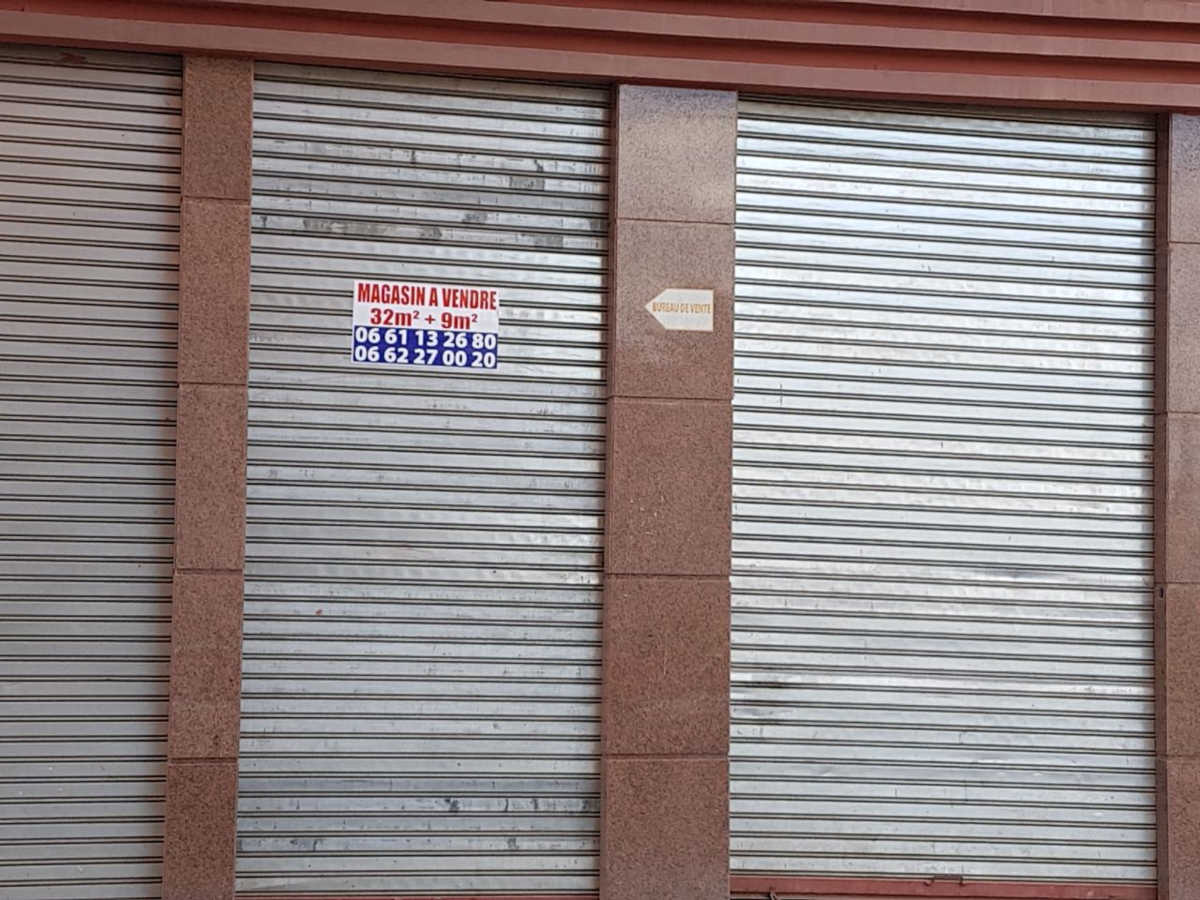 MAGASIN A VENDRE
32m² + 9m²
06 61 13 26 80
06 62 27 00 20
BUREAU DE VENTE